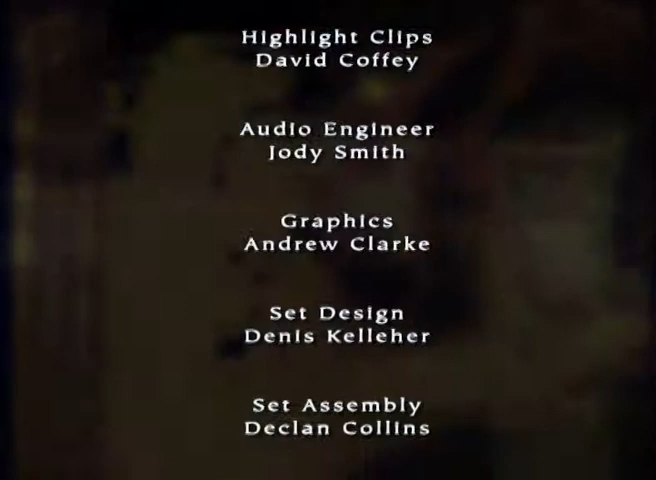 Highlight Clips
David Coffey
Audio Engineer
Jody Smith
Graphics
Andrew Clarke
Set Design
Denis Kelleher
Set Assembly
Declan Collins